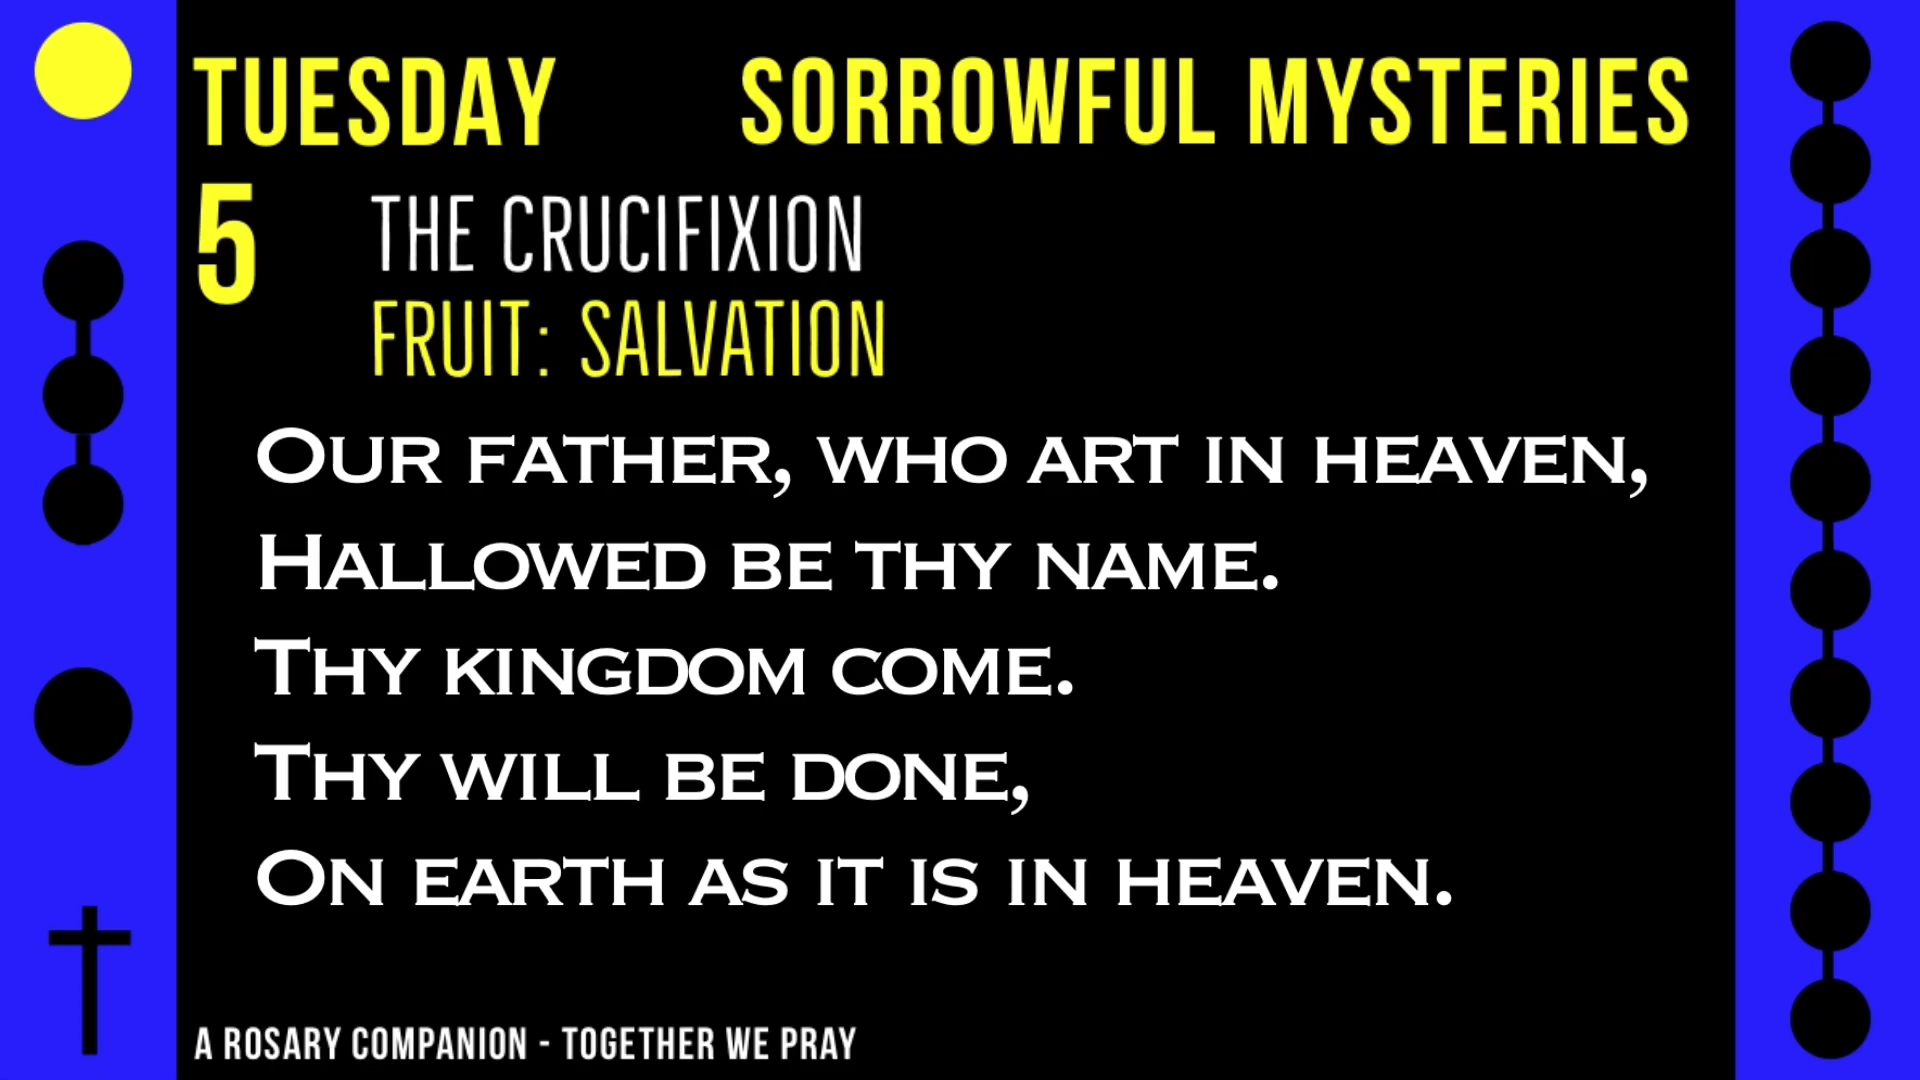 TUESDAY SORROWFUL MYSTERIES
5 THE CRUCIFIXION
FRUIT: SALVATION
OUR FATHER, WHO ART IN HEAVEN,
HALLOWED BE THY NAME.
THY KINGDOM COME.
THY WILL BE DONE,
ON EARTH AS IT IS IN HEAVEN.
A ROSARY COMPANION - TOGETHER WE PRAY